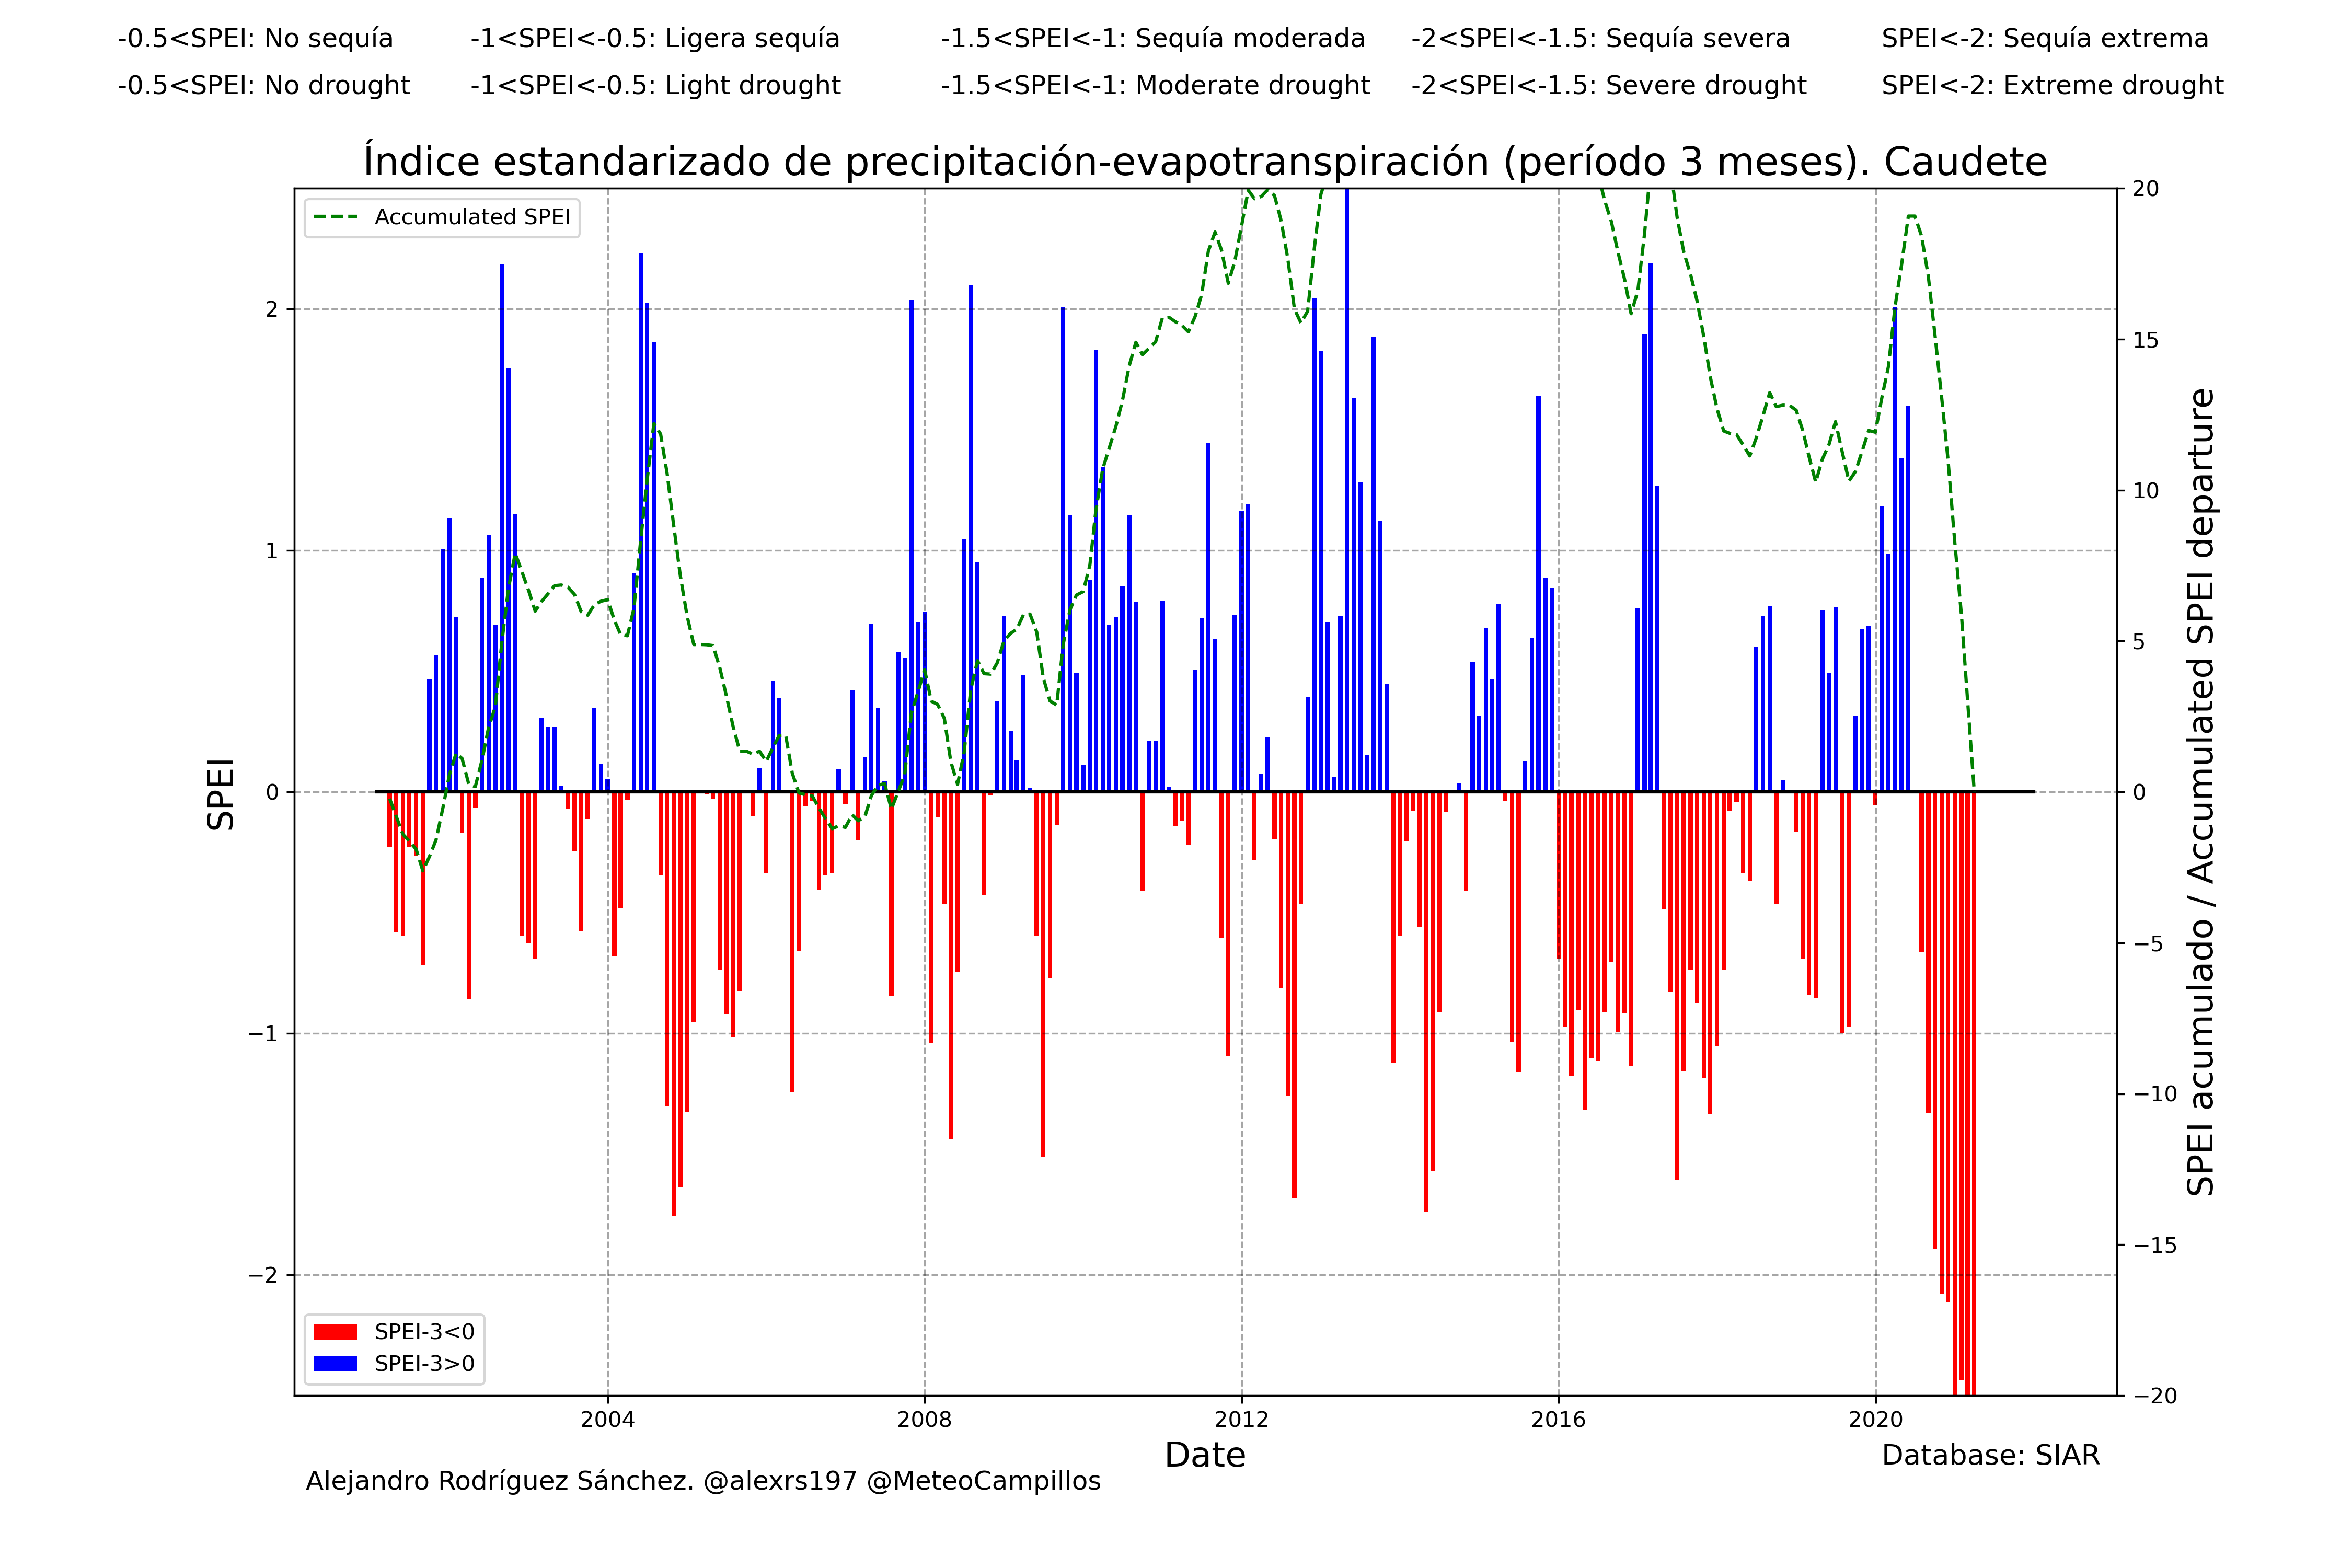 -0.5<SPEI: No sequía -1<SPEI<-0.5: Ligera sequía -1.5<SPEI<-1: Sequía moderada -2<SPEI<-1.5: Sequía severa SPEI<-2: Sequía extrema
-0.5<SPEI: No drought -1<SPEI<-0.5: Light drought -1.5<SPEI<-1: Moderate drought -2<SPEI<-1.5: Severe drought SPEI<-2: Extreme drought
Índice estandarizado de precipitación-evapotranspiración (período 3 meses). Caudete
Accumulated SPEI
SPEI
2
1
0
−1
−2
20
15
10
5
0
−5
−10
−15
−20
SPEI acumulado / Accumulated SPEI departure
SPEI-3<0
SPEI-3>0
2004 2008 2012 2016 2020
Date
Database: SIAR
Alejandro Rodríguez Sánchez. @alexrs197 @MeteoCampillos